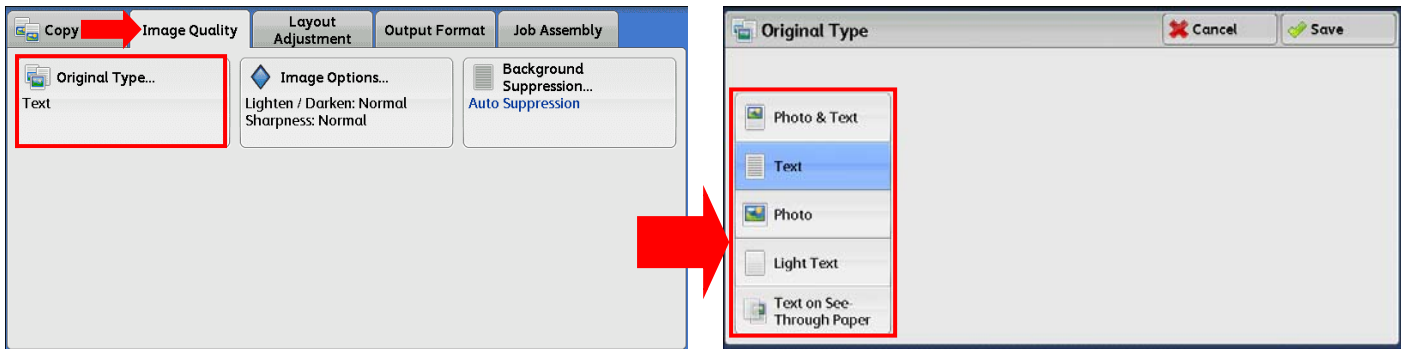 Copy
Image Quality
Layout
Adjustment
Output Format
Job Assembly
Original Type...
Text
Image Options...
Lighten / Darken: Normal
Sharpness: Normal
Background
Suppression...
Auto Suppression
Original Type
Cancel
Save
Photo & Text
Text
Photo
Light Text
Text on See-
Through Paper